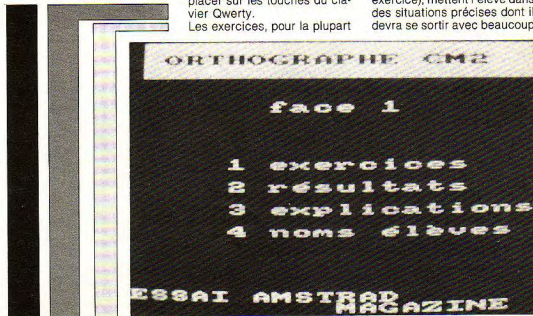 placer sur les touches du cla-
vier Qwerty.
Les exercices, pour la plupart
exercice), mettent l'élève dans
des situations précises dont il
devra se sortir avec beaucoup
ORTHOGRAPHE CM2
face 1
1 exercices
2 résultats
3 explications
4 noms élèves
ESSAI AMSTRAD
MAGAZINE